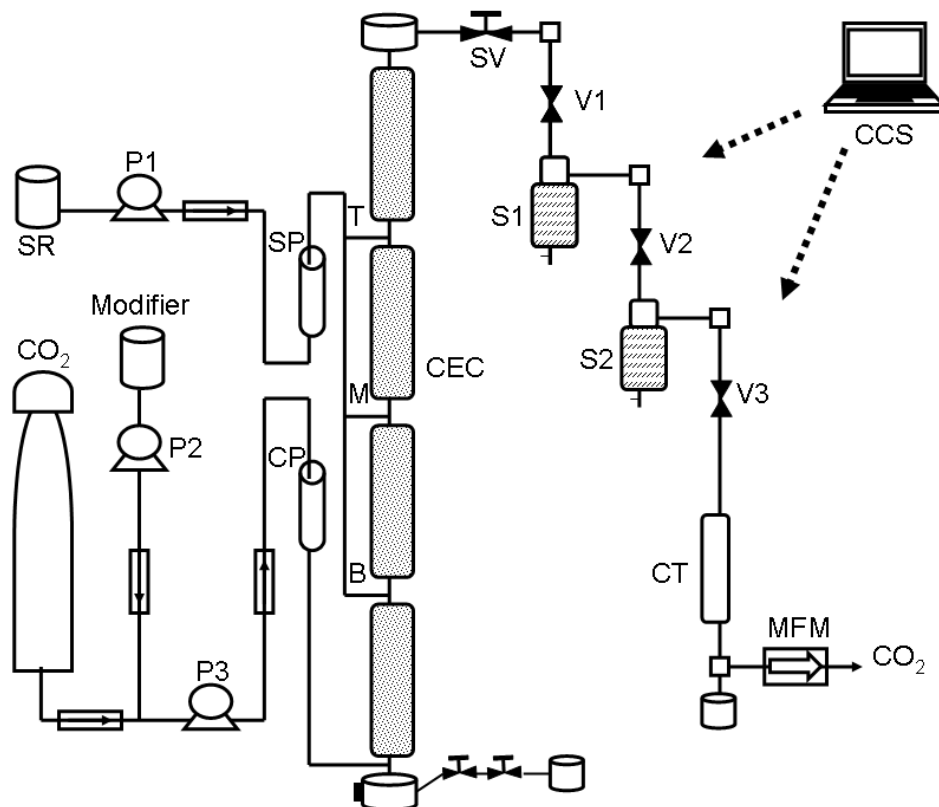 SV
V1
CCS
P1
SR
T
SP
S1
V2
Modifier
CO₂
CEC
S2
M
V3
P2
CP
B
CT
MFM
CO₂
P3